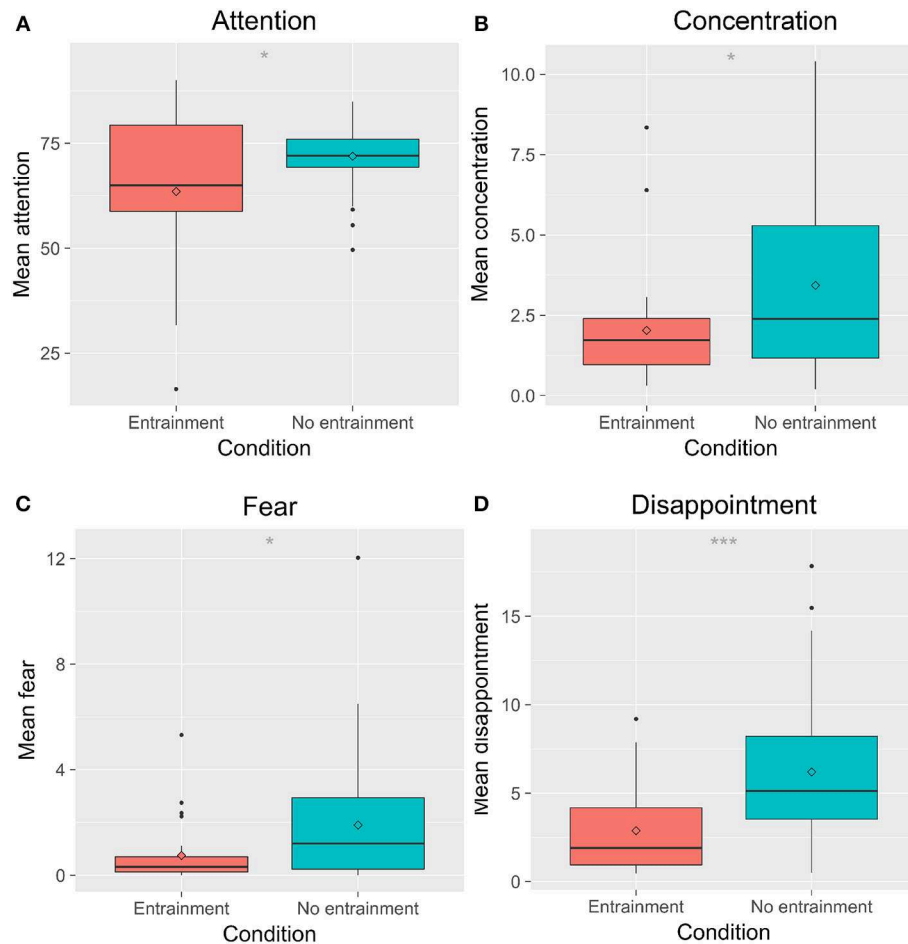 A Attention
*
Mean attention
75
50
25
Entrainment No entrainment
Condition
B Concentration
*
Mean concentration
10.0
7.5
5.0
2.5
0.0
Entrainment No entrainment
Condition
C Fear
*
Mean fear
12
8
4
0
Entrainment No entrainment
Condition
D Disappointment
***
Mean disappointment
15
10
5
0
Entrainment No entrainment
Condition